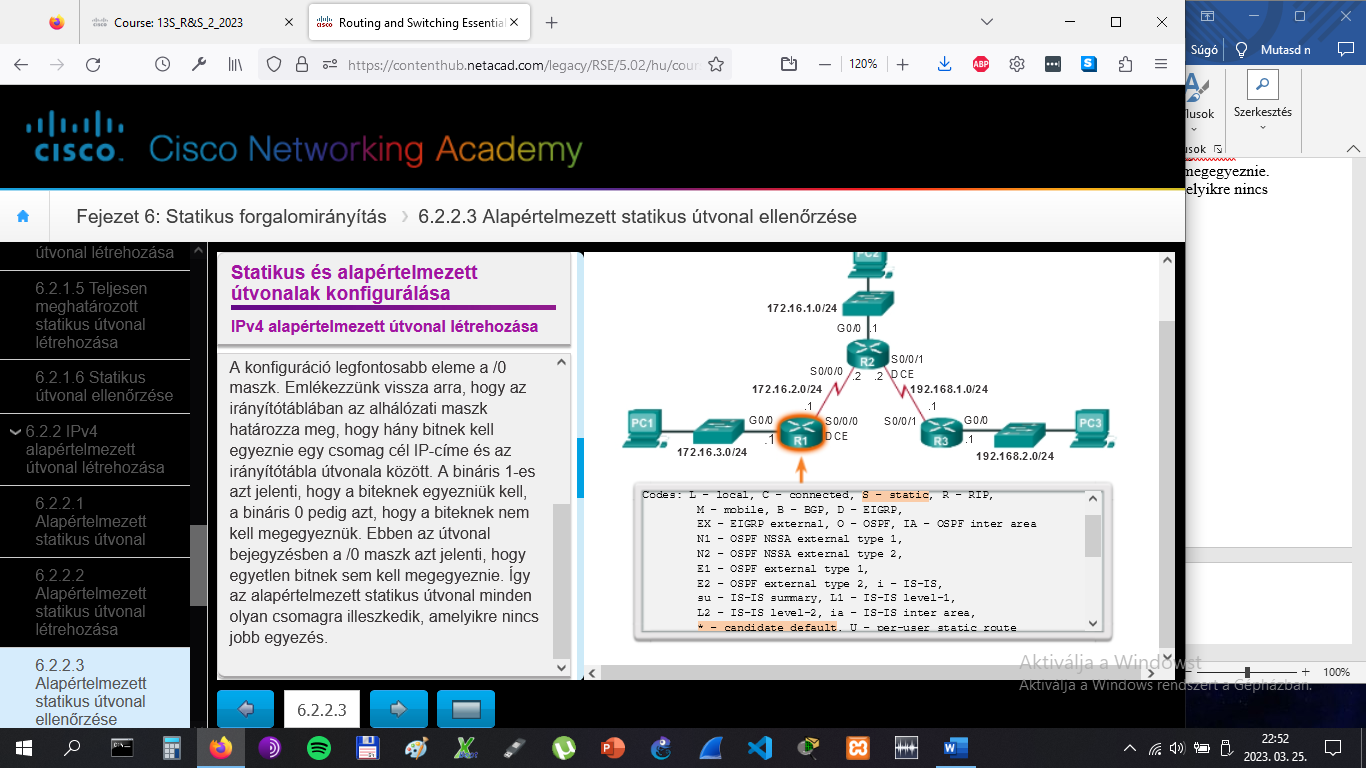 Course: 13S_R&S_2_2023
Routing and Switching Essential
https://contenthub.netacad.com/legacy/RSE/5.02/hu/cour
120%
ABP
Súgó
Mutasd n
Szerkesztés
usok
megegyeznie.
elyikre nincs
CISCO
Cisco Networking Academy
Fejezet 6: Statikus forgalomirányítás
6.2.2.3 Alapértelmezett statikus útvonal ellenőrzése
útvonal létrehozása
6.2.1.5 Teljesen
meghatározott
statikus útvonal
létrehozása
6.2.1.6 Statikus
útvonal ellenőrzése
6.2.2 IPv4
alapértelmezett
útvonal létrehozása
6.2.2.1
Alapértelmezett
statikus útvonal
6.2.2.2
Alapértelmezett
statikus útvonal
létrehozása
6.2.2.3
Alapértelmezett
statikus útvonal
ellenőrzése
Statikus és alapértelmezett
útvonalak konfigurálása
IPv4 alapértelmezett útvonal létrehozása
A konfiguráció legfontosabb eleme a /0
maszk. Emlékezzünk vissza arra, hogy az
irányítótáblában az alhálózati maszk
határozza meg, hogy hány bitnek kell
egyeznie egy csomag cél IP-címe és az
irányítótábla útvonala között. A bináris 1-es
azt jelenti, hogy a biteknek egyezniük kell,
a bináris 0 pedig azt, hogy a biteknek nem
kell megegyeznük. Ebben az útvonal
bejegyzésben a /0 maszk azt jelenti, hogy
egyetlen bitnek sem kell megegyeznie. Így
az alapértelmezett statikus útvonal minden
olyan csomagra illeszkedik, amelyikre nincs
jobb egyezés.
PC2
172.16.1.0/24
G0/0 .1
R2
S0/0/1
DCE
S0/0/0
.2 .2
172.16.2.0/24
192.168.1.0/24
.1
.1
PC1
G0/0
.1
R1
S0/0/0
DCE
172.16.3.0/24
S0/0/1
R3
G0/0
.1
PC3
192.168.2.0/24
Codes: L - local, C - connected, S - static, R - RIP,
M - mobile, B - BGP, D - EIGRP,
EX - EIGRP external, O - OSPF, IA - OSPF inter area
N1 - OSPF NSSA external type 1,
N2 - OSPF NSSA external type 2,
E1 - OSPF external type 1,
E2 - OSPF external type 2, i - IS-IS,
su - IS-IS summary, L1 - IS-IS level-1,
L2 - IS-IS level-2, ia - IS-IS inter area,
* - candidate default, U - per-user static route
6.2.2.3
Aktiválja a Windowst
Aktiválja a Windows rendszert a Gépházban.
100%
22:52
2023. 03. 25.